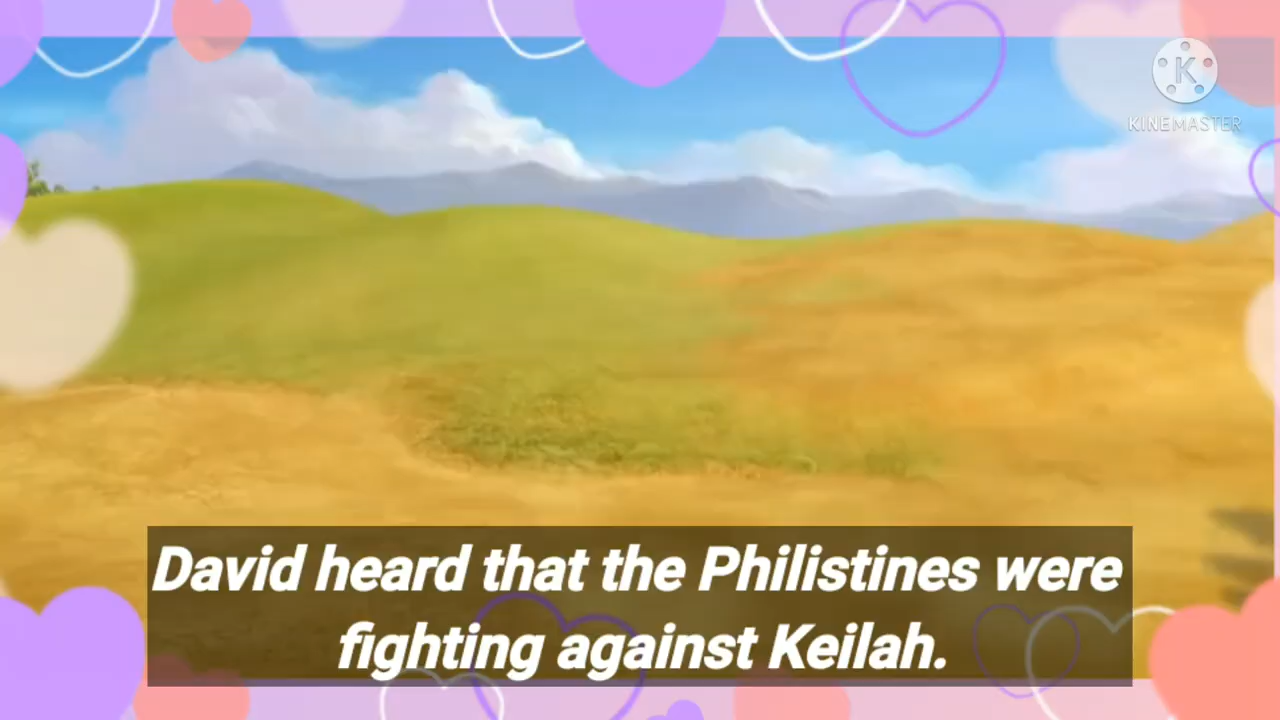 KINEMASTER
David heard that the Philistines were
fighting against Keilah.